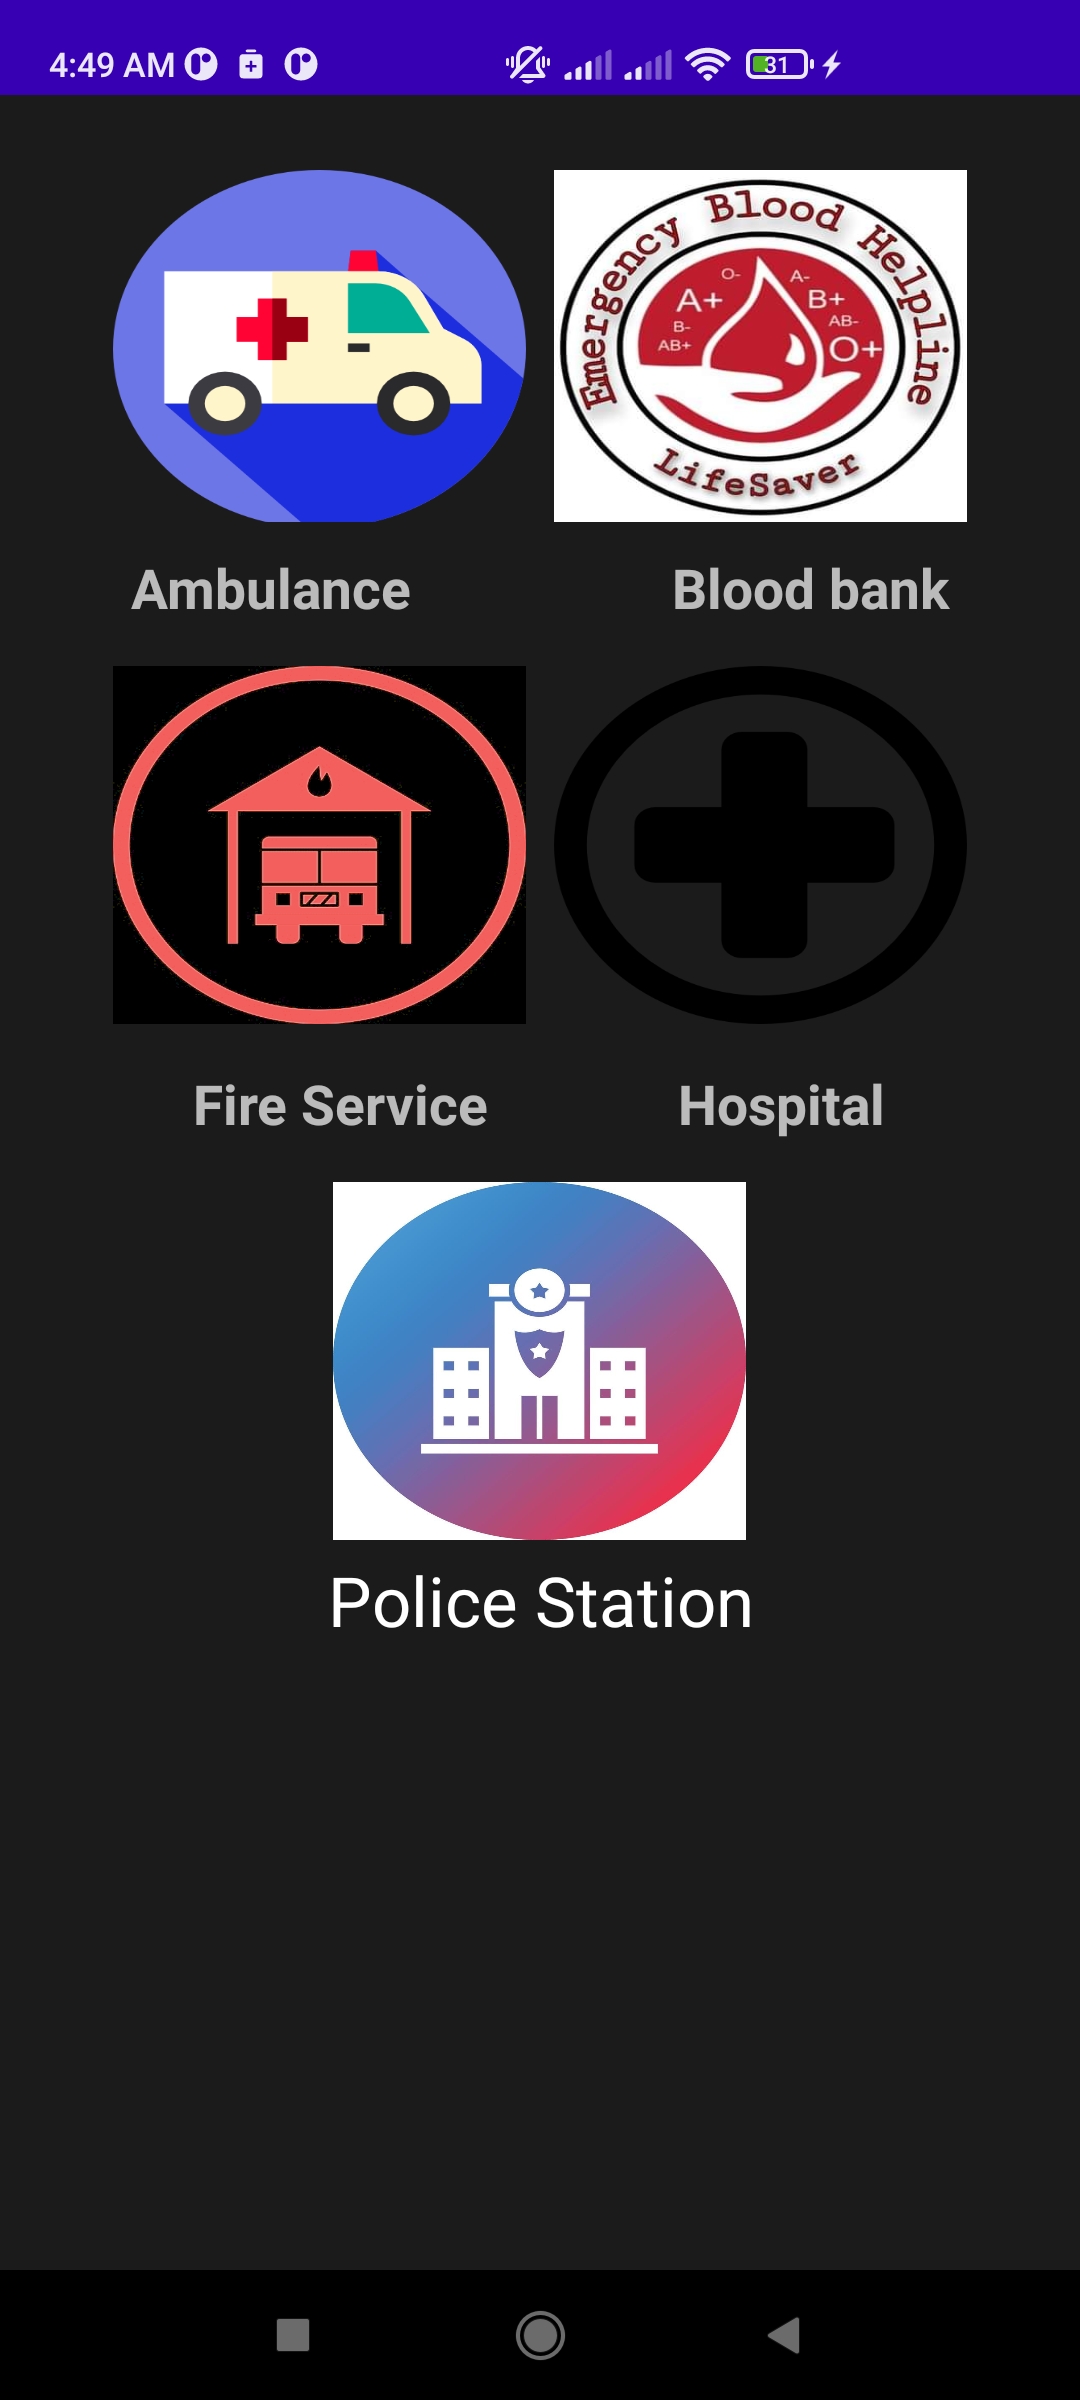 4:49 AM
31
Emergency Blood Helpline
O- A-
A+ B+
B- AB-
AB+ O+
LifeSaver
Ambulance Blood bank
Fire Service Hospital
Police Station